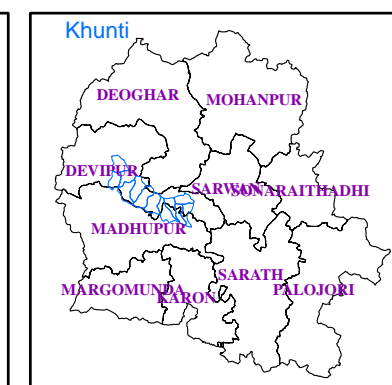 Khunti
DEOGHAR
MOHANPUR
DEVIPUR
SARWAN
SONARAITHADHI
MADHUPUR
SARATH
MARGOMUNDA
KARON
PALOJORI